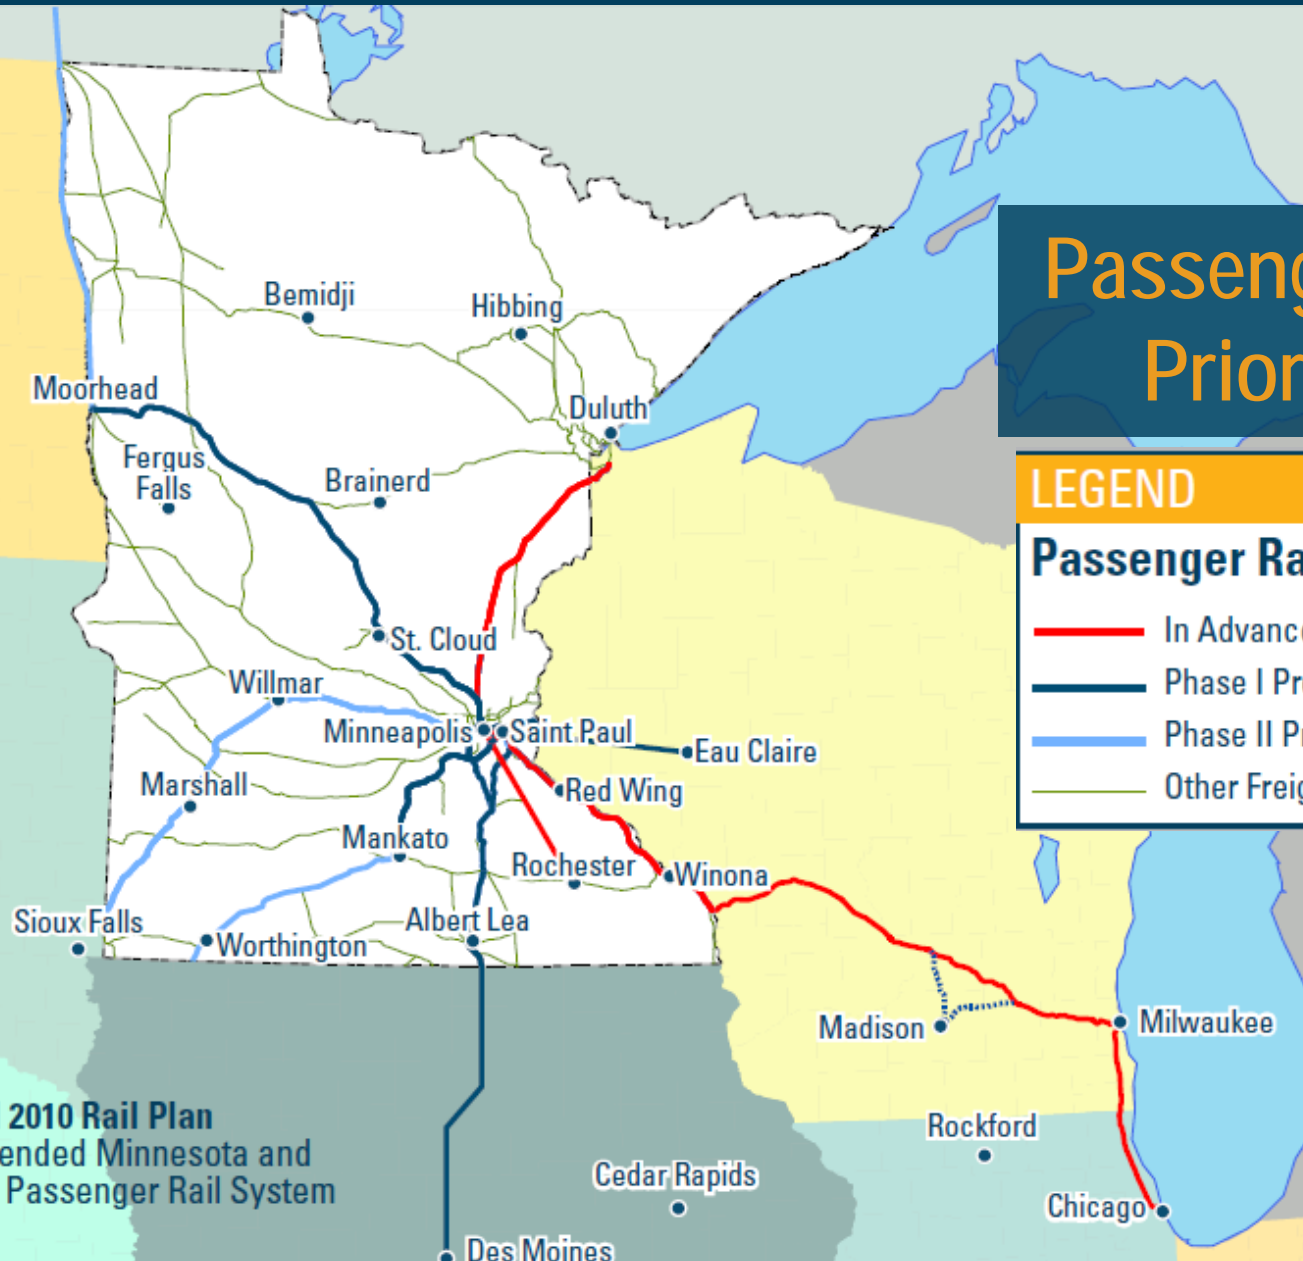 Passeng
Prior
LEGEND
Passenger Ra
In Advanc
Phase I Pr
Phase II P
Other Freig
Bemidji
Hibbing
Moorhead
Duluth
Fergus
Falls
Brainerd
St. Cloud
Willmar
Minneapolis
Saint Paul
Eau Claire
Marshall
Red Wing
Mankato
Rochester
Winona
Sioux Falls
Worthington
Albert Lea
Madison
Milwaukee
Rockford
Chicago
Cedar Rapids
Des Moines
2010 Rail Plan
ended Minnesota and
Passenger Rail System